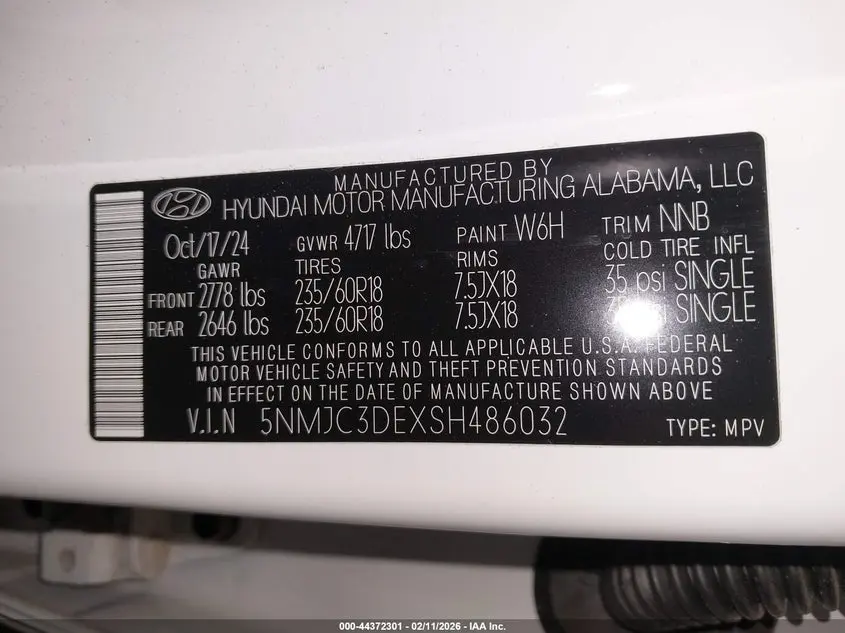 MANUFACTURED BY
HYUNDAI MOTOR MANUFACTURING ALABAMA, LLC
Oct/17/24 GVWR 4717 lbs PAINT W6H TRIM NNB
GAWR TIRES RIMS COLD TIRE INFL
FRONT 2778 lbs 235/60R18 7.5JX18 35 psi SINGLE
REAR 2646 lbs 235/60R18 7.5JX18 SINGLE
THIS VEHICLE CONFORMS TO ALL APPLICABLE U.S.A. FEDERAL
MOTOR VEHICLE SAFETY AND THEFT PREVENTION STANDARDS
IN EFFECT ON THE DATE OF MANUFACTURE SHOWN ABOVE
V.I.N 5NMJC3DEXSH486032 TYPE: MPV
000-44372301 - 02/11/2026 - IAA Inc.